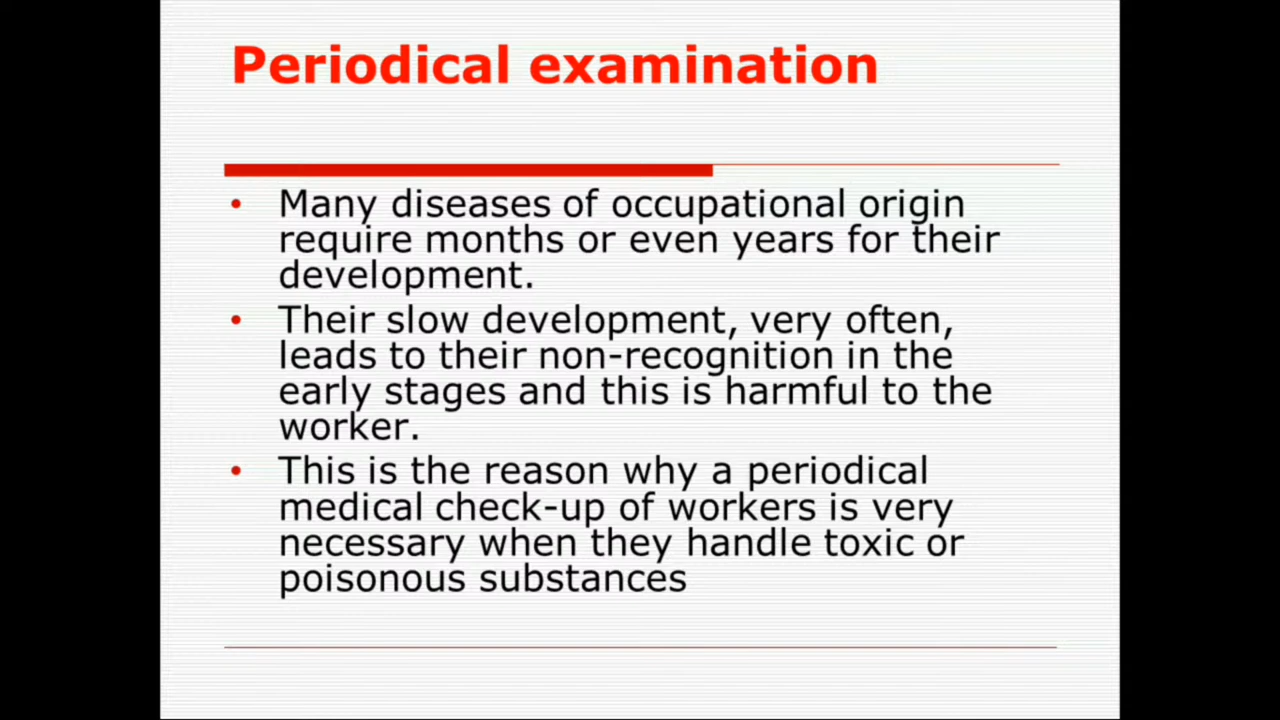 Periodical examination
• Many diseases of occupational origin
require months or even years for their
development.
• Their slow development, very often,
leads to their non-recognition in the
early stages and this is harmful to the
worker.
• This is the reason why a periodical
medical check-up of workers is very
necessary when they handle toxic or
poisonous substances